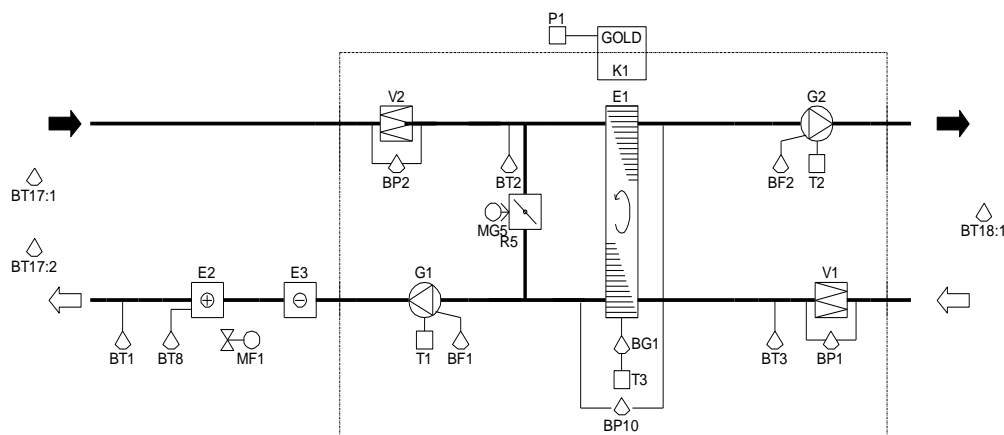 P1
GOLD
K1
V2
E1
G2
BP2
BT2
BF2
T2
BT17:1
MG5
R5
BT18:1
BT17:2
E2
E3
G1
V1
BT1
BT8
MF1
T1
BF1
BG1
T3
BT3
BP1
BP10